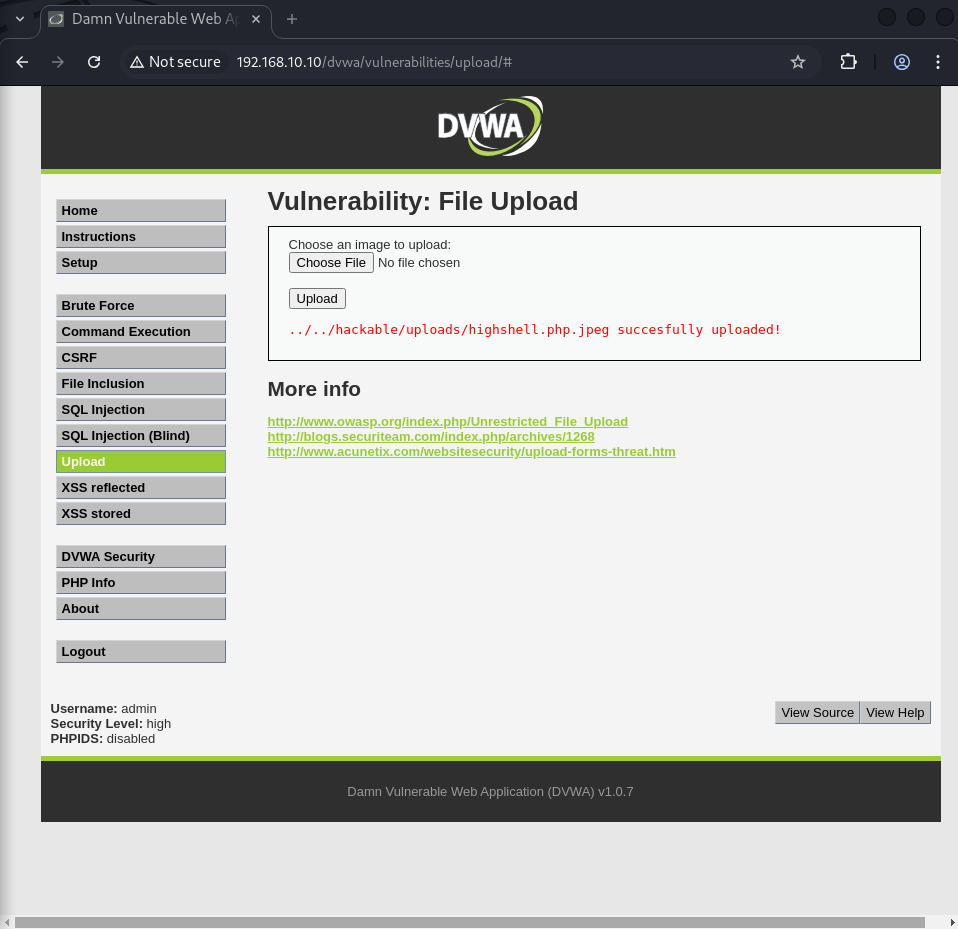 Damn Vulnerable Web Ap
Not secure 192.168.10.10/dvwa/vulnerabilities/upload/#
DVWA
Home
Instructions
Setup
Brute Force
Command Execution
CSRF
File Inclusion
SQL Injection
SQL Injection (Blind)
Upload
XSS reflected
XSS stored
DVWA Security
PHP Info
About
Logout
Vulnerability: File Upload
Choose an image to upload:
Choose File No file chosen
Upload
../../hackable/uploads/highshell.php.jpeg succesfully uploaded!
More info
http://www.owasp.org/index.php/Unrestricted_File_Upload
http://blogs.securiteam.com/index.php/archives/1268
http://www.acunetix.com/websitesecurity/upload-forms-threat.htm
Username: admin
Security Level: high
PHPIDS: disabled
View Source View Help
Damn Vulnerable Web Application (DVWA) v1.0.7